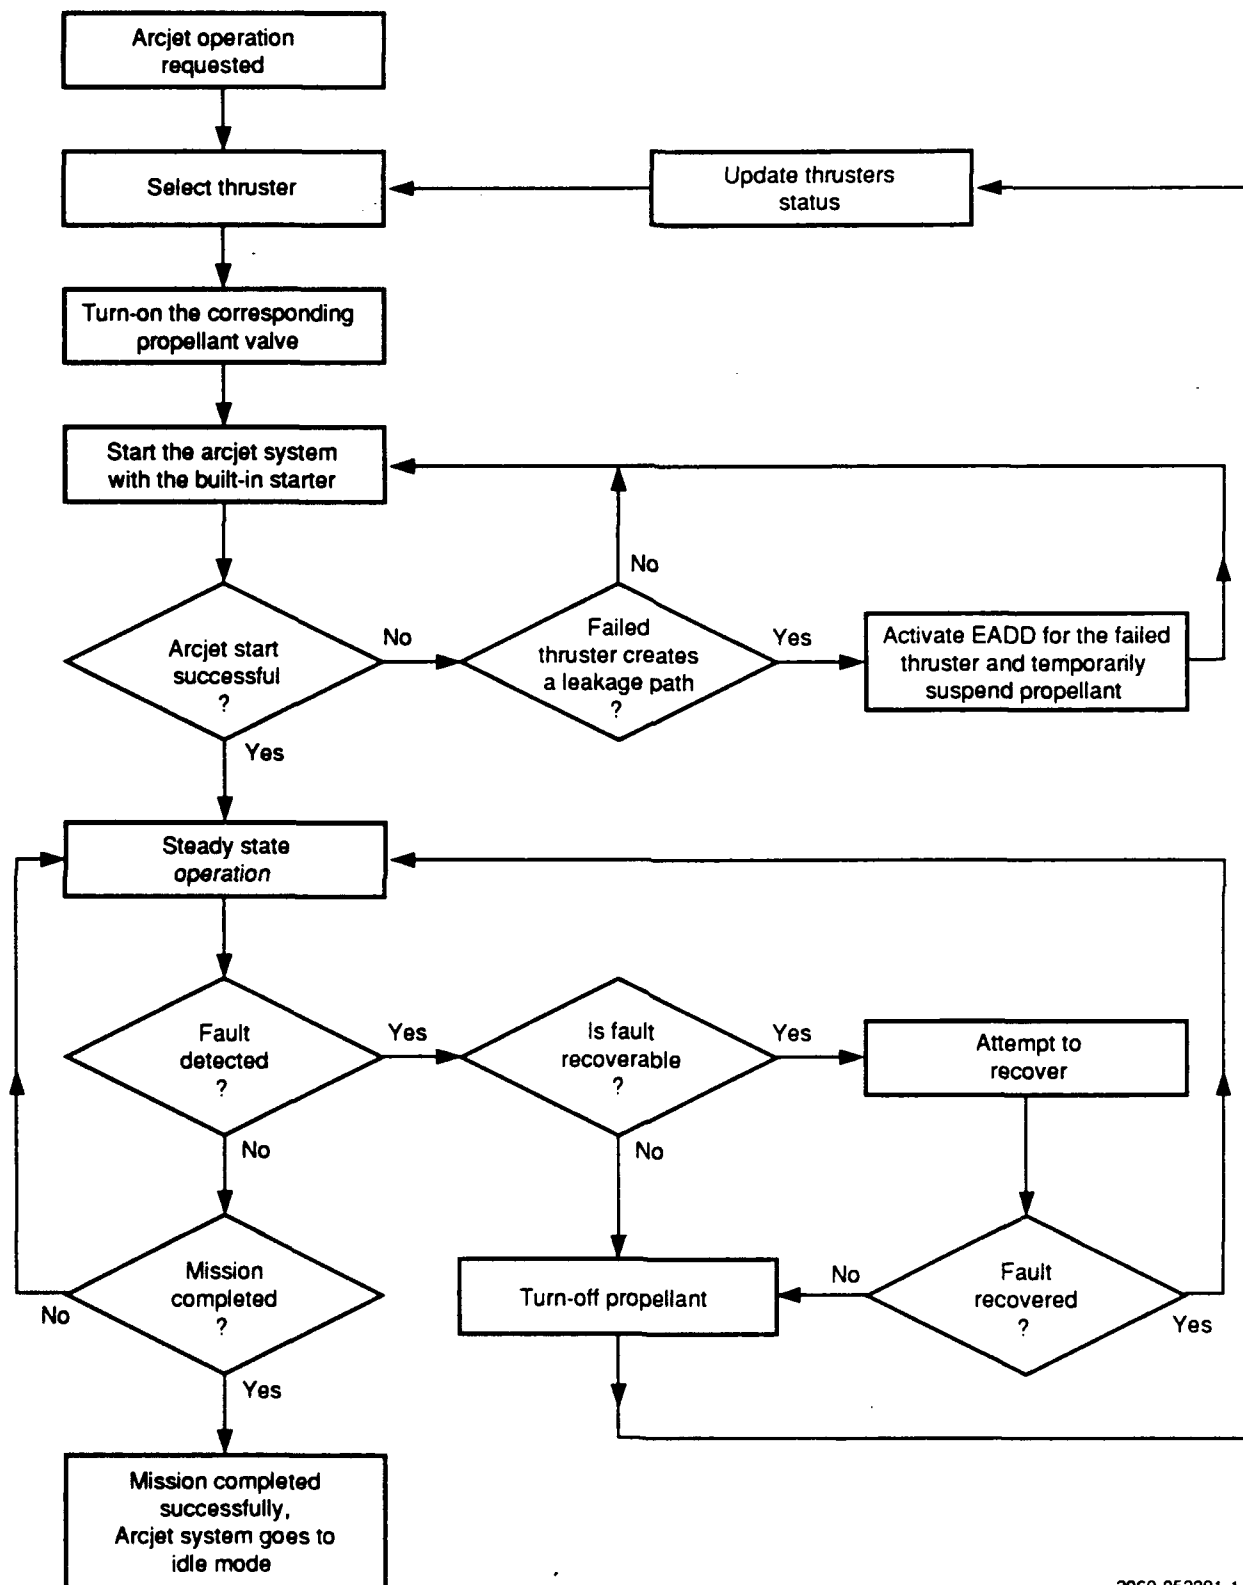 Arcjet operation
requested
Select thruster
Update thrusters
status
Turn-on the corresponding
propellant valve
Start the arcjet system
with the built-in starter
No
Arcjet start
successful
?
No
Failed
thruster creates
a leakage path
?
Yes
Activate EADD for the failed
thruster and temporarily
suspend propellant
Yes
Steady state
operation
Fault
detected
?
Yes
Is fault
recoverable
?
Yes
Attempt to
recover
No
No
Mission
completed
?
No
Turn-off propellant
No
Fault
recovered
?
Yes
Yes
Mission completed
successfully,
Arcjet system goes to
idle mode